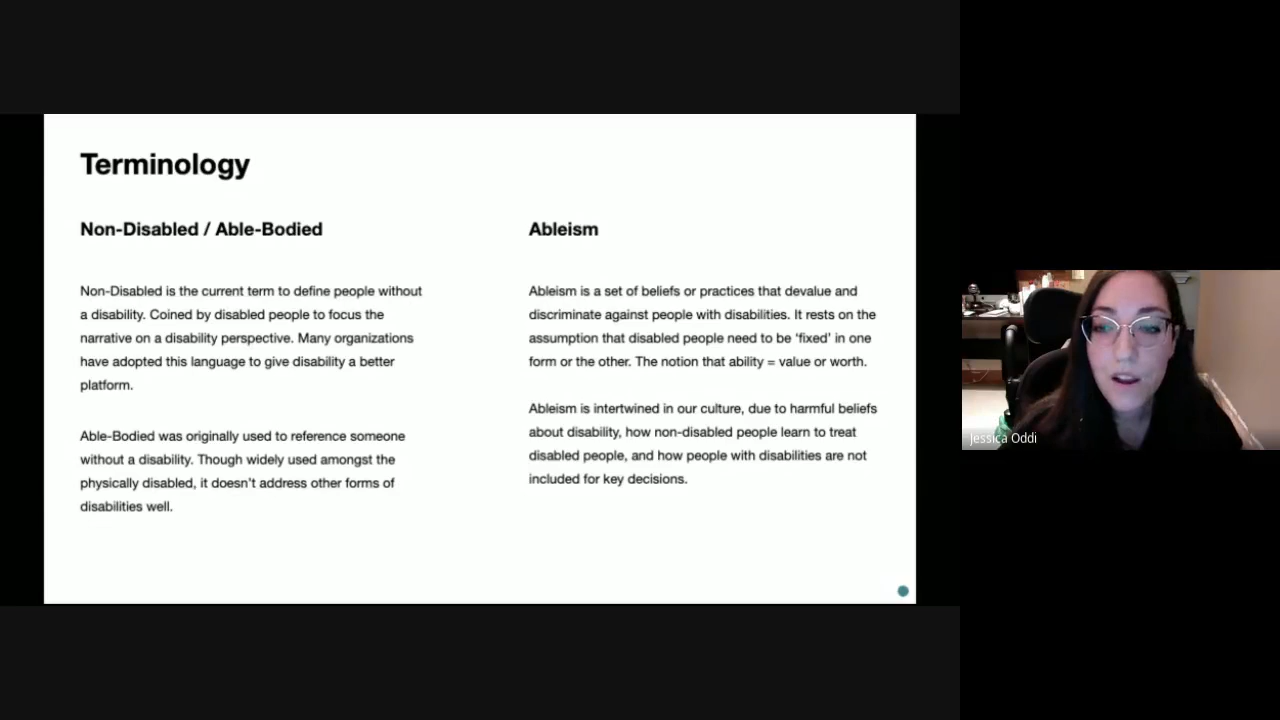 Terminology
Non-Disabled / Able-Bodied
Non-Disabled is the current term to define people without
a disability. Coined by disabled people to focus the
narrative on a disability perspective. Many organizations
have adopted this language to give disability a better
platform.
Able-Bodied was originally used to reference someone
without a disability. Though widely used amongst the
physically disabled, it doesn't address other forms of
disabilities well.
Ableism
Ableism is a set of beliefs or practices that devalue and
discriminate against people with disabilities. It rests on the
assumption that disabled people need to be ‘fixed’ in one
form or the other. The notion that ability = value or worth.
Ableism is intertwined in our culture, due to harmful beliefs
about disability, how non-disabled people learn to treat
disabled people, and how people with disabilities are not
included for key decisions.
Jessica Oddi